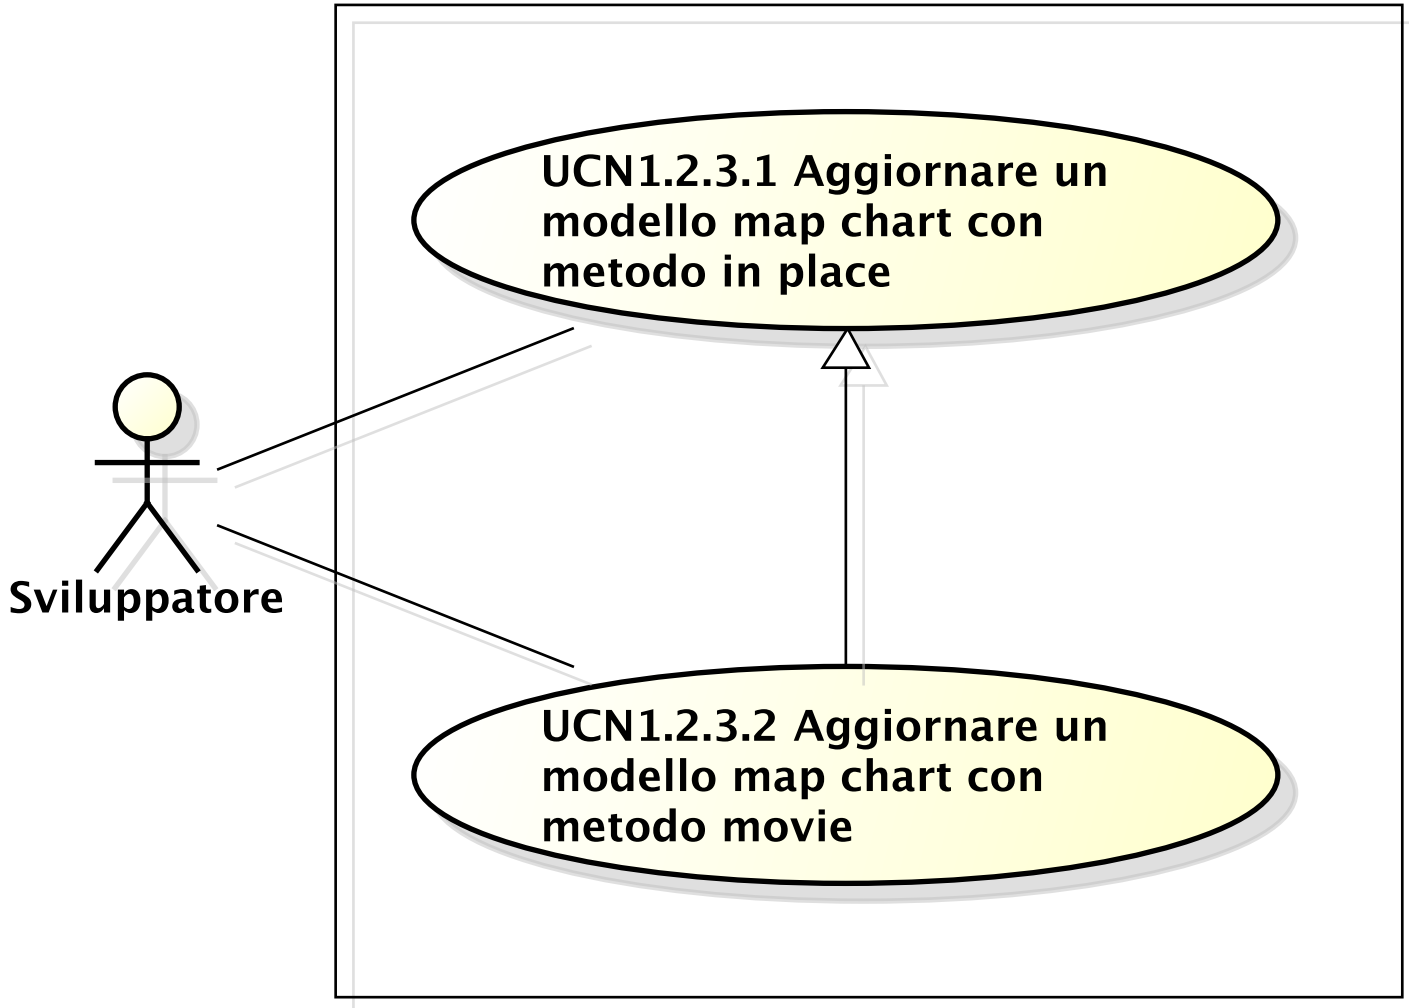 UCN1.2.3.1 Aggiornare un
modello map chart con
metodo in place
Sviluppatore
UCN1.2.3.2 Aggiornare un
modello map chart con
metodo movie